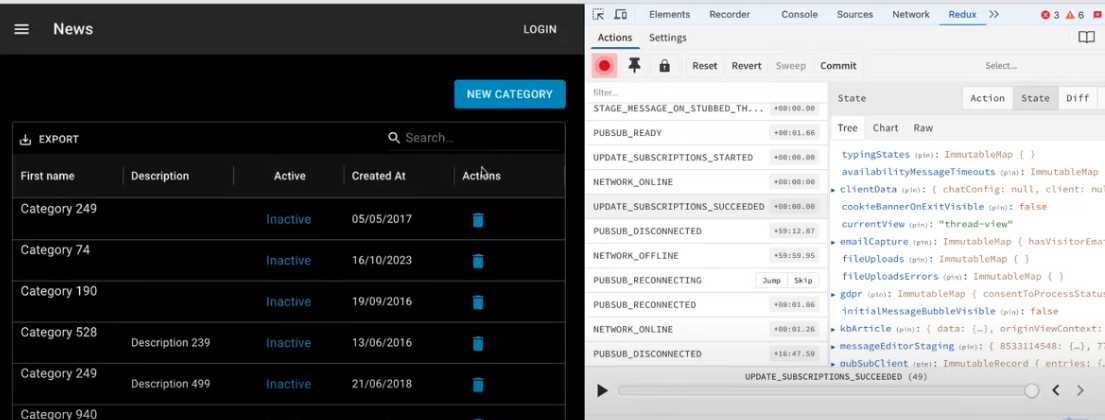 News
LOGIN
NEW CATEGORY
EXPORT
Search...
First name Description Active Created At Actions
Category 249 Inactive 05/05/2017
Category 74 Inactive 16/10/2023
Category 190 Inactive 19/09/2016
Category 528 Description 239 Inactive 13/06/2016
Category 249 Description 499 Inactive 21/06/2018
Category 940
Elements Recorder Console Sources Network Redux 3 6
Actions Settings
Reset Revert Sweep Commit Select...
filter...
STAGE_MESSAGE_ON_STUBBED_TH... +00:00.00
PUBSUB_READY +00:01.66
UPDATE_SUBSCRIPTIONS_STARTED +00:00.00
NETWORK_ONLINE +00:00:00
UPDATE_SUBSCRIPTIONS_SUCCEEDED +00:00.00
PUBSUB_DISCONNECTED +59:12.87
NETWORK_OFFLINE +59:59.95
PUBSUB_RECONNECTING Jump Skip
PUBSUB_RECONNECTED +00:01.86
NETWORK_ONLINE +00:01.26
PUBSUB_DISCONNECTED +16:47.59
State Action State Diff
Tree Chart Raw
typingStates (pin): ImmutableMap { }
availabilityMessageTimeouts (pin): ImmutableMap
clientData (pin): { chatConfig: null, client: nul
cookieBannerOnExitVisible (pin): false
currentView (pin): "thread-view"
emailCapture (pin): ImmutableMap { hasVisitorEmai
fileUploads (pin): ImmutableMap { }
fileUploadsErrors (pin): ImmutableMap { }
gdpr (pin): ImmutableMap { consentToProcessStatus
initialMessageBubbleVisible (pin): false
kbArticle (pin): { data: {…}, originViewContext:
messageEditorStaging (pin): { 8533114548: {…}, 77
pubSubClient (pin): ImmutableRecord { entries: {…
UPDATE_SUBSCRIPTIONS_SUCCEEDED (49)